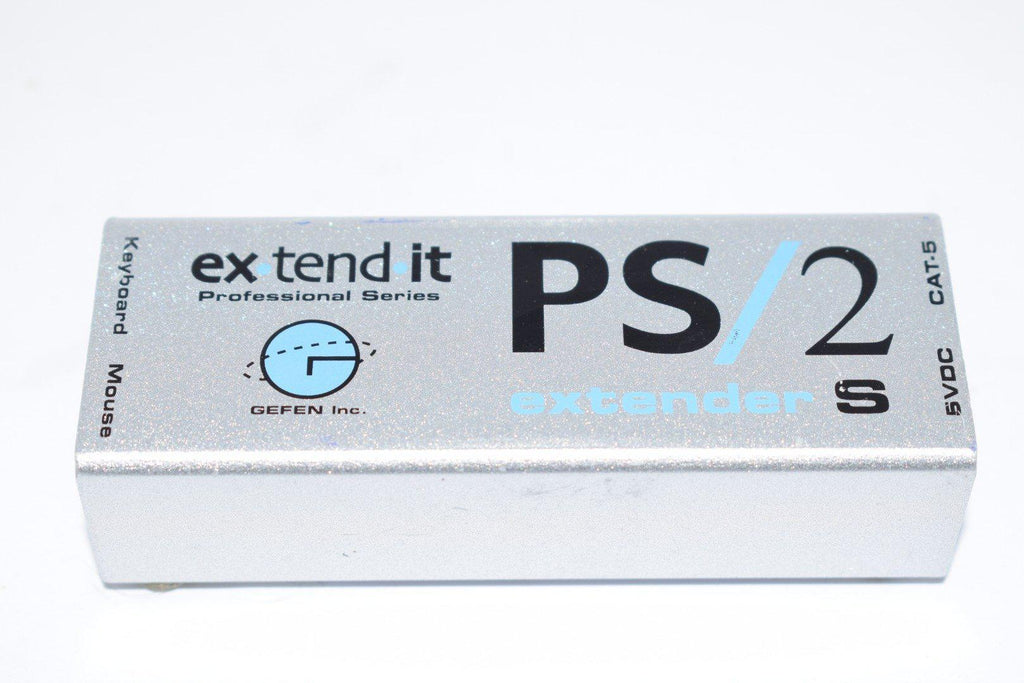 ex·tend·it
Professional Series
GEFEN Inc.
PS/2
extender S
Keyboard
Mouse
CAT-5
5VDC